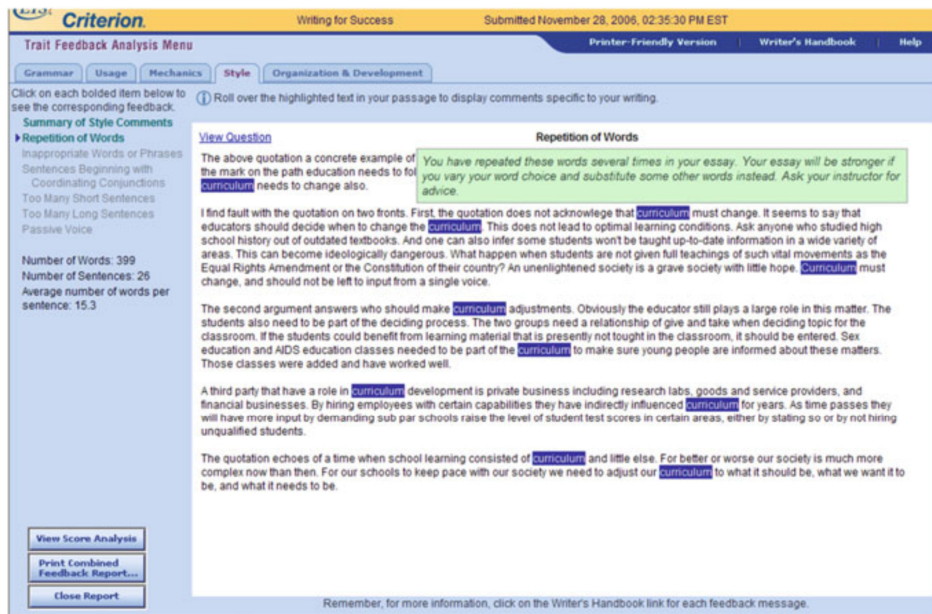 ETS Criterion. Writing for Success Submitted November 28, 2006, 02:35:30 PM EST
Trait Feedback Analysis Menu Printer-Friendly Version | Writer's Handbook | Help
Grammar Usage Mechanics Style Organization & Development
Click on each bolded item below to
see the corresponding feedback.
Summary of Style Comments
Repetition of Words
Inappropriate Words or Phrases
Sentences Beginning with
Coordinating Conjunctions
Too Many Short Sentences
Too Many Long Sentences
Passive Voice
Number of Words: 399
Number of Sentences: 26
Average number of words per
sentence: 15.3
View Score Analysis
Print Combined
Feedback Report...
Close Report
Roll over the highlighted text in your passage to display comments specific to your writing.
View Question Repetition of Words
The above quotation a concrete example of
the mark on the path education needs to fol
curriculum needs to change also.
You have repeated these words several times in your essay. Your essay will be stronger if
you vary your word choice and substitute some other words instead. Ask your instructor for
advice.
I find fault with the quotation on two fronts. First, the quotation does not acknowlege that curriculum must change. It seems to say that
educators should decide when to change the curriculum. This does not lead to optimal learning conditions. Ask anyone who studied high
school history out of outdated textbooks. And one can also infer some students won't be taught up-to-date information in a wide variety of
areas. This can become ideologically dangerous. What happen when students are not given full teachings of such vital movements as the
Equal Rights Amendment or the Constitution of their country? An unenlightened society is a grave society with little hope. Curriculum must
change, and should not be left to input from a single voice.
The second argument answers who should make curriculum adjustments. Obviously the educator still plays a large role in this matter. The
students also need to be part of the deciding process. The two groups need a relationship of give and take when deciding topic for the
classroom. If the students could benefit from learning material that is presently not tought in the classroom, it should be entered. Sex
education and AIDS education classes needed to be part of the curriculum to make sure young people are informed about these matters.
Those classes were added and have worked well.
A third party that have a role in curriculum development is private business including research labs, goods and service providers, and
financial businesses. By hiring employees with certain capabilities they have indirectly influenced curriculum for years. As time passes they
will have more input by demanding sub par schools raise the level of student test scores in certain areas, either by stating so or by not hiring
unqualified students.
The quotation echoes of a time when school learning consisted of curriculum and little else. For better or worse our society is much more
complex now than then. For our schools to keep pace with our society we need to adjust our curriculum to what it should be, what we want it to
be, and what it needs to be.
Remember, for more information, click on the Writer's Handbook link for each feedback message.